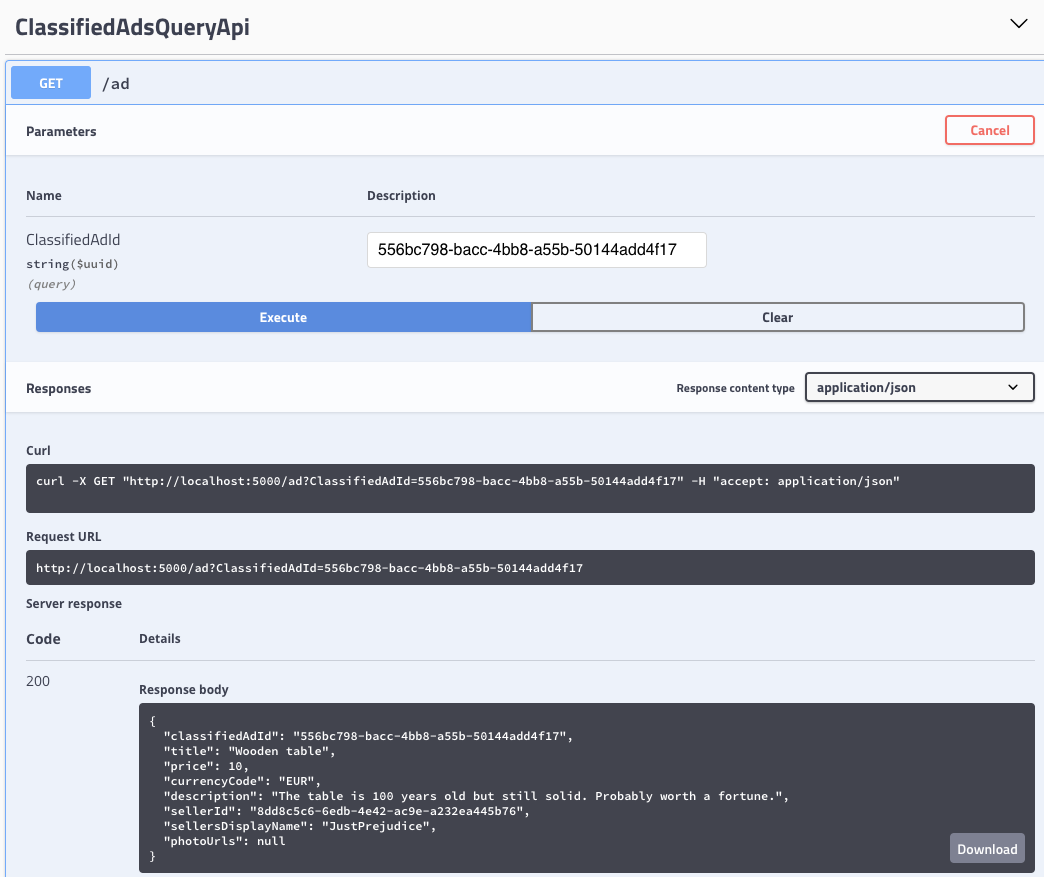 ClassifiedAdsQueryApi
GET /ad
Parameters Cancel
Name Description
ClassifiedAdId 556bc798-bacc-4bb8-a55b-50144add4f17
string($uuid)
(query)
Execute Clear
Responses Response content type application/json
Curl
curl -X GET "http://localhost:5000/ad?ClassifiedAdId=556bc798-bacc-4bb8-a55b-50144add4f17" -H "accept: application/json"
Request URL
http://localhost:5000/ad?ClassifiedAdId=556bc798-bacc-4bb8-a55b-50144add4f17
Server response
Code Details
200
Response body
{
  "classifiedAdId": "556bc798-bacc-4bb8-a55b-50144add4f17",
  "title": "Wooden table",
  "price": 10,
  "currencyCode": "EUR",
  "description": "The table is 100 years old but still solid. Probably worth a fortune.",
  "sellerId": "8dd8c5c6-6edb-4e42-ac9e-a232ea445b76",
  "sellersDisplayName": "JustPrejudice",
  "photoUrls": null
}
Download